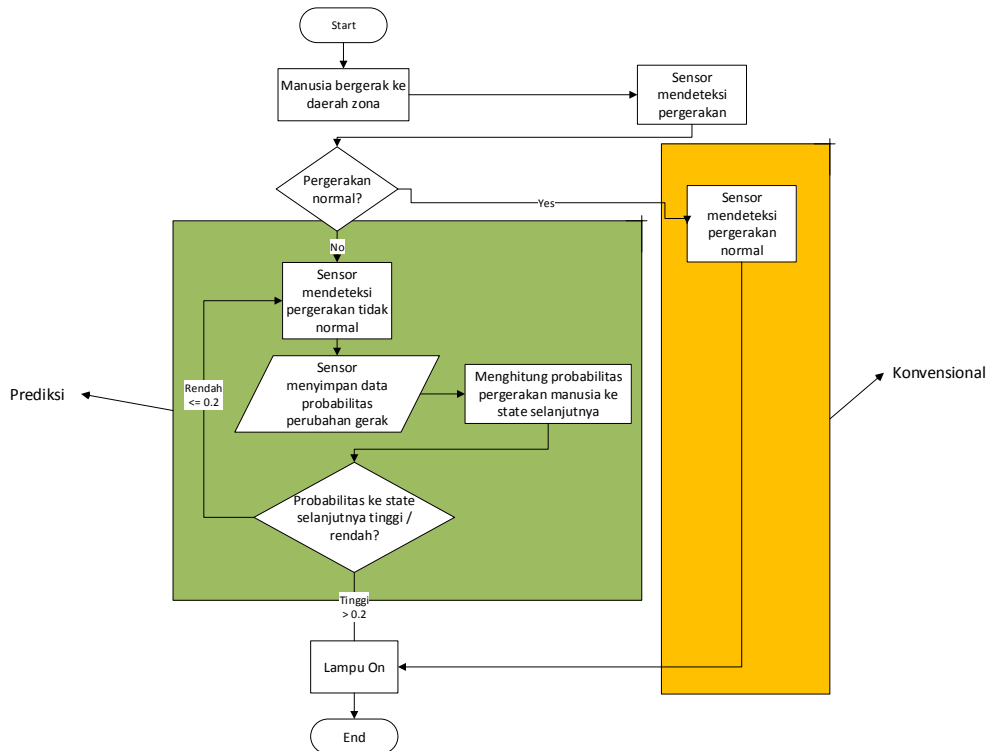 Start
Manusia bergerak ke
daerah zona
Sensor
mendeteksi
pergerakan
Pergerakan
normal?
Yes
Sensor
mendeteksi
pergerakan
normal
No
Sensor
mendeteksi
pergerakan tidak
normal
Sensor
menyimpan data
probabilitas
perubahan gerak
Menghitung probabilitas
pergerakan manusia ke
state selanjutnya
Rendah
<= 0.2
Prediksi
Konvensional
Probabilitas ke state
selanjutnya tinggi /
rendah?
Tinggi
> 0.2
Lampu On
End